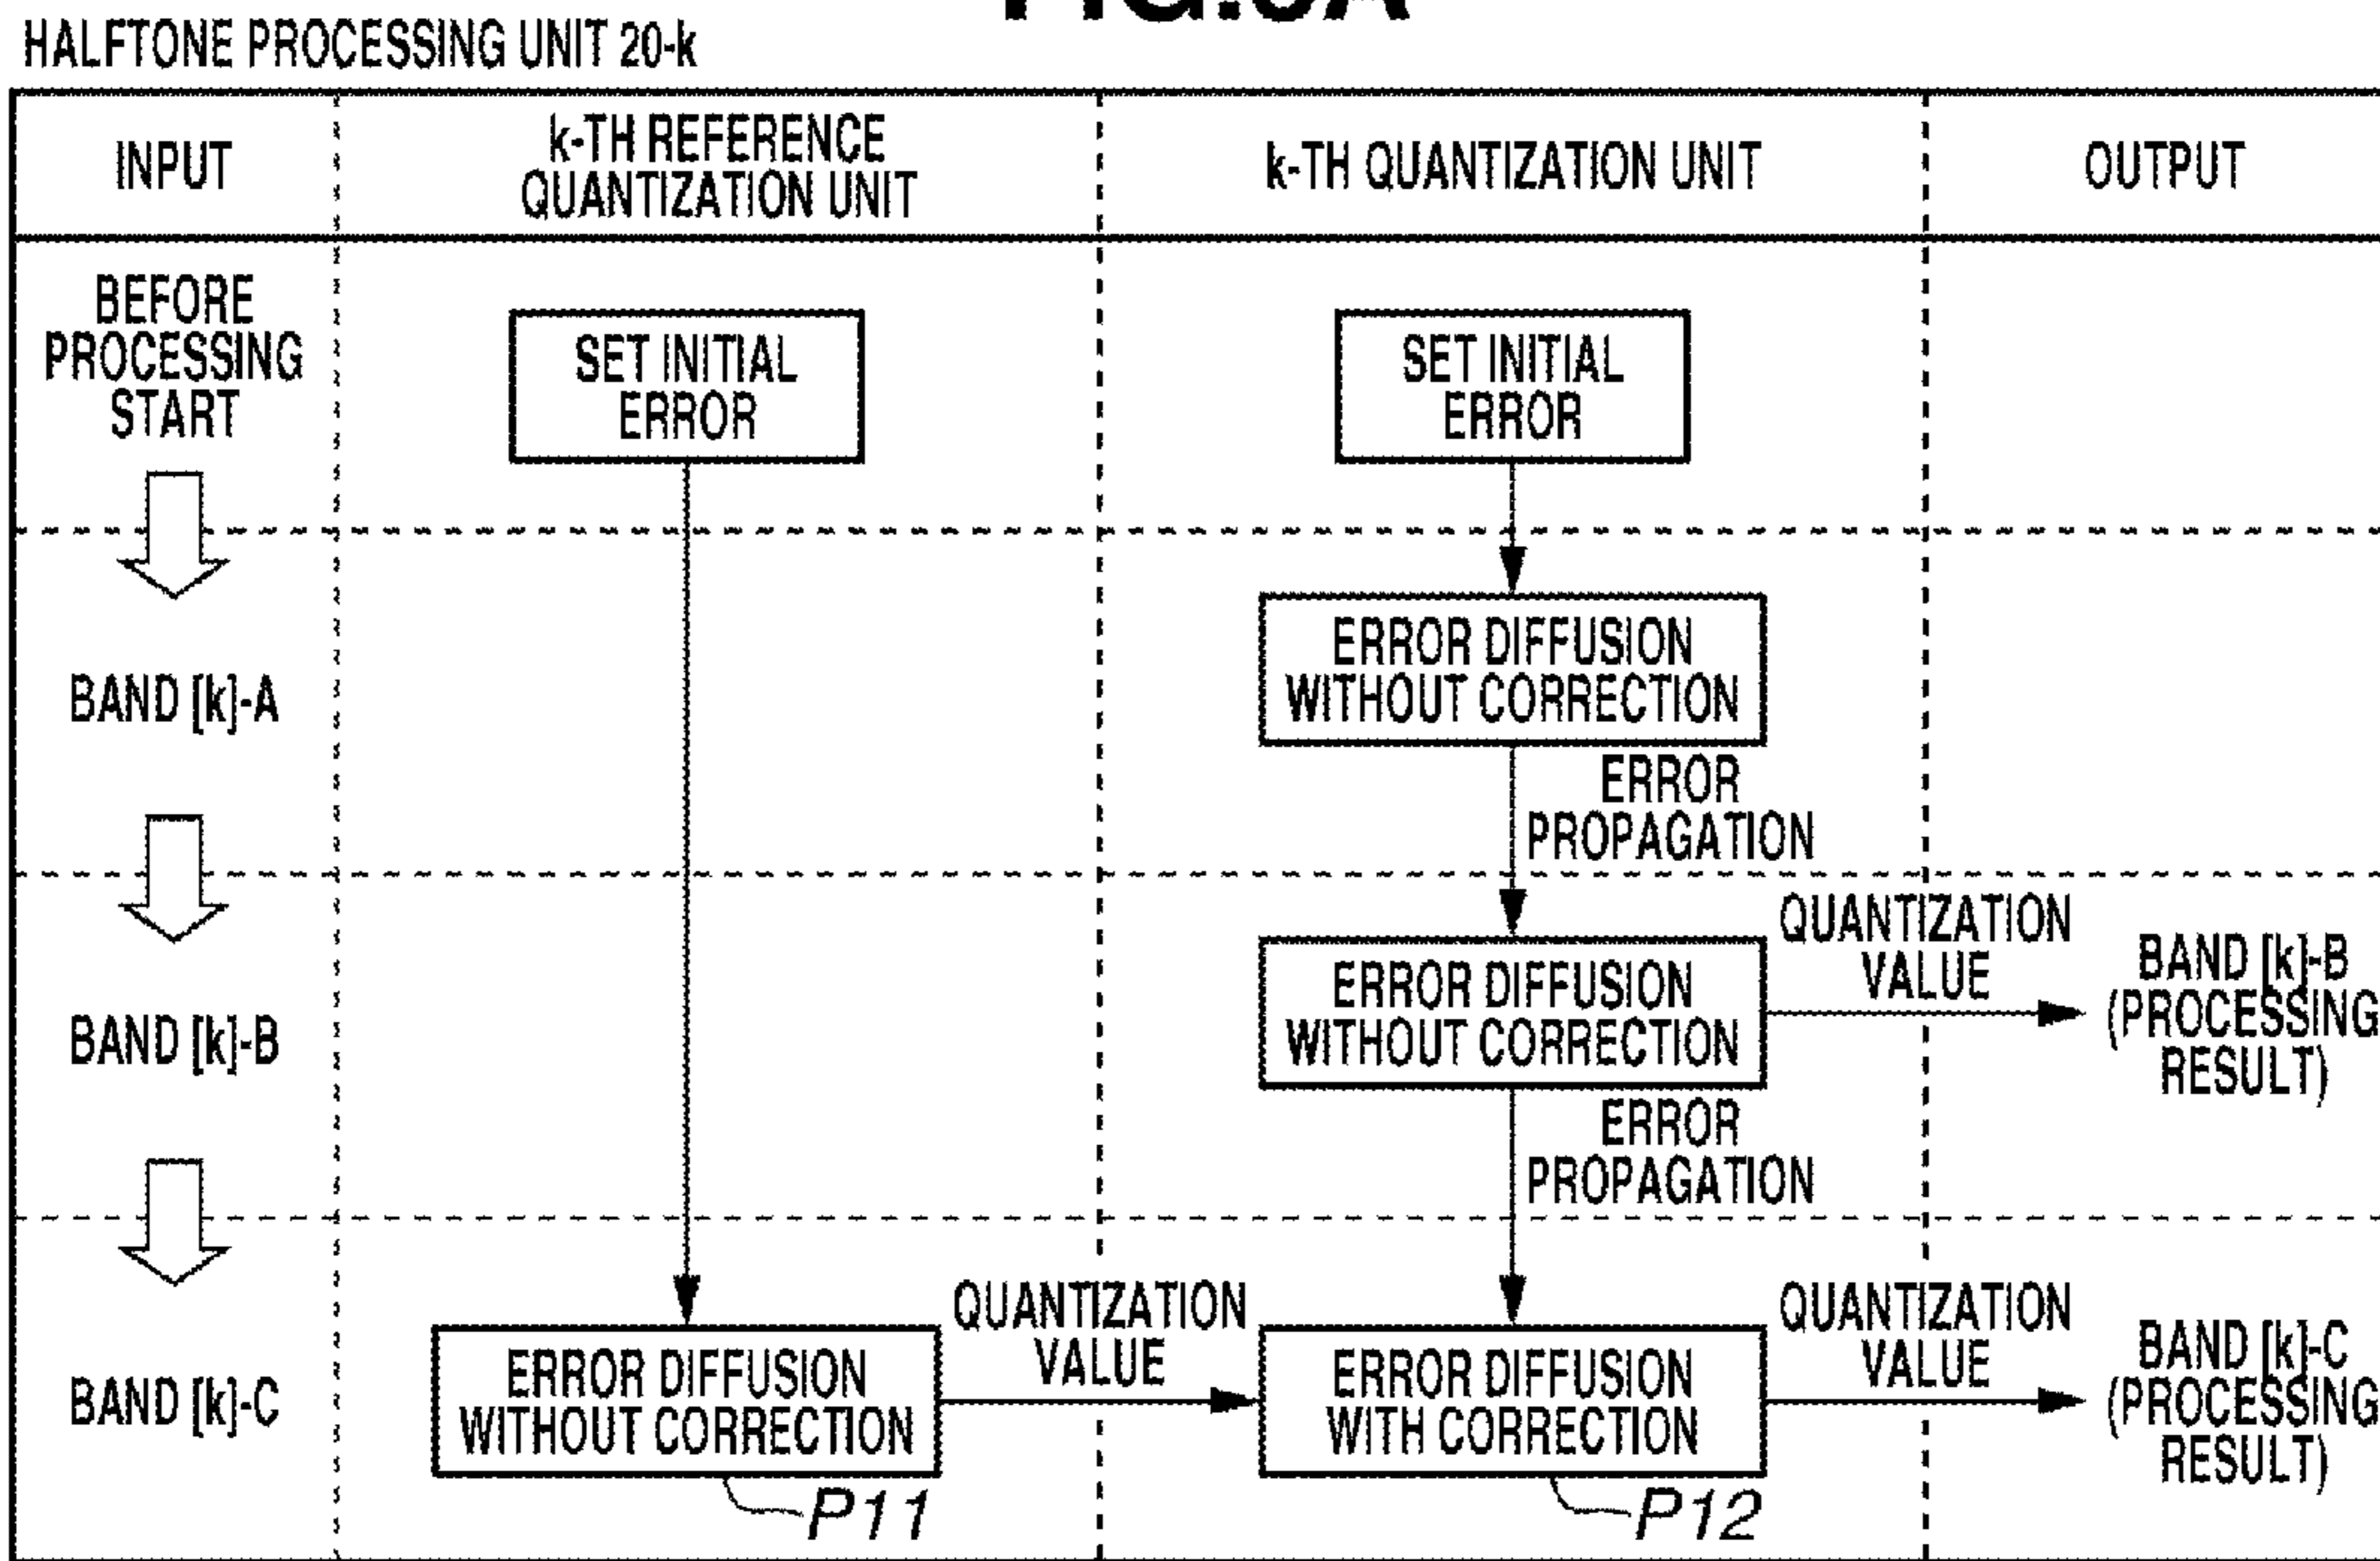 HALFTONE PROCESSING UNIT 20-k
INPUT
k-TH REFERENCE
QUANTIZATION UNIT
k-TH QUANTIZATION UNIT
OUTPUT
BEFORE
PROCESSING
START
SET INITIAL
ERROR
SET INITIAL
ERROR
BAND [k]-A
ERROR DIFFUSION
WITHOUT CORRECTION
ERROR
PROPAGATION
BAND [k]-B
ERROR DIFFUSION
WITHOUT CORRECTION
QUANTIZATION
VALUE
BAND [k]-B
(PROCESSING
RESULT)
ERROR
PROPAGATION
BAND [k]-C
ERROR DIFFUSION
WITHOUT CORRECTION
QUANTIZATION
VALUE
ERROR DIFFUSION
WITH CORRECTION
QUANTIZATION
VALUE
BAND [k]-C
(PROCESSING
RESULT)
P11
P12